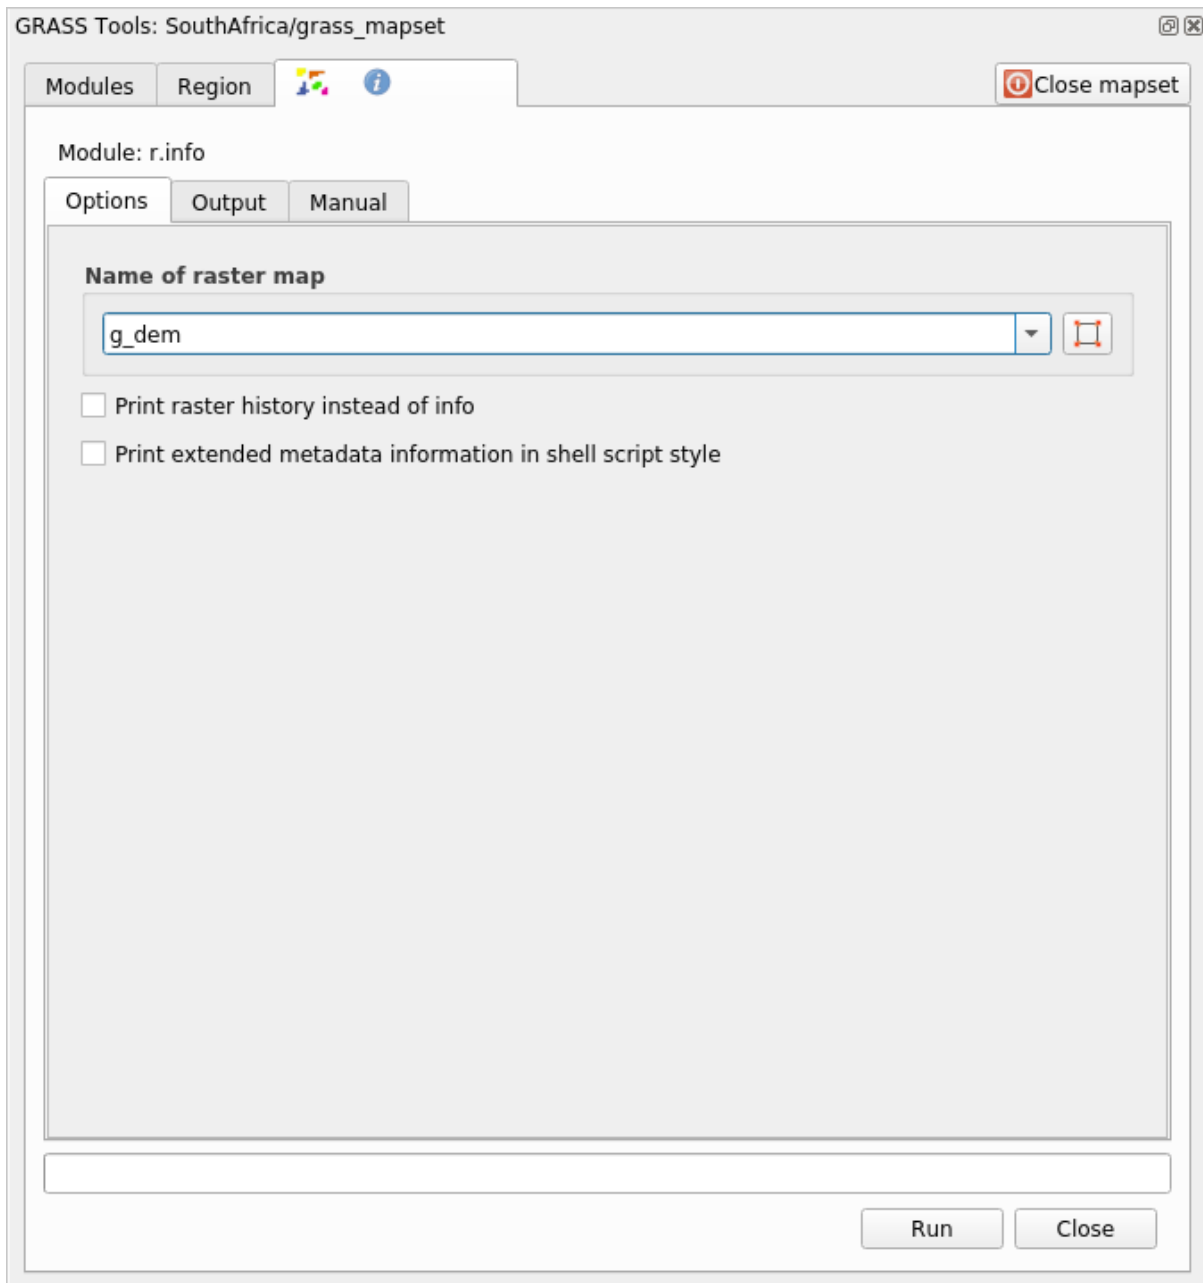 GRASS Tools: SouthAfrica/grass_mapset
Modules Region Close mapset
Module: r.info
Options Output Manual
Name of raster map
g_dem
Print raster history instead of info
Print extended metadata information in shell script style
Run Close